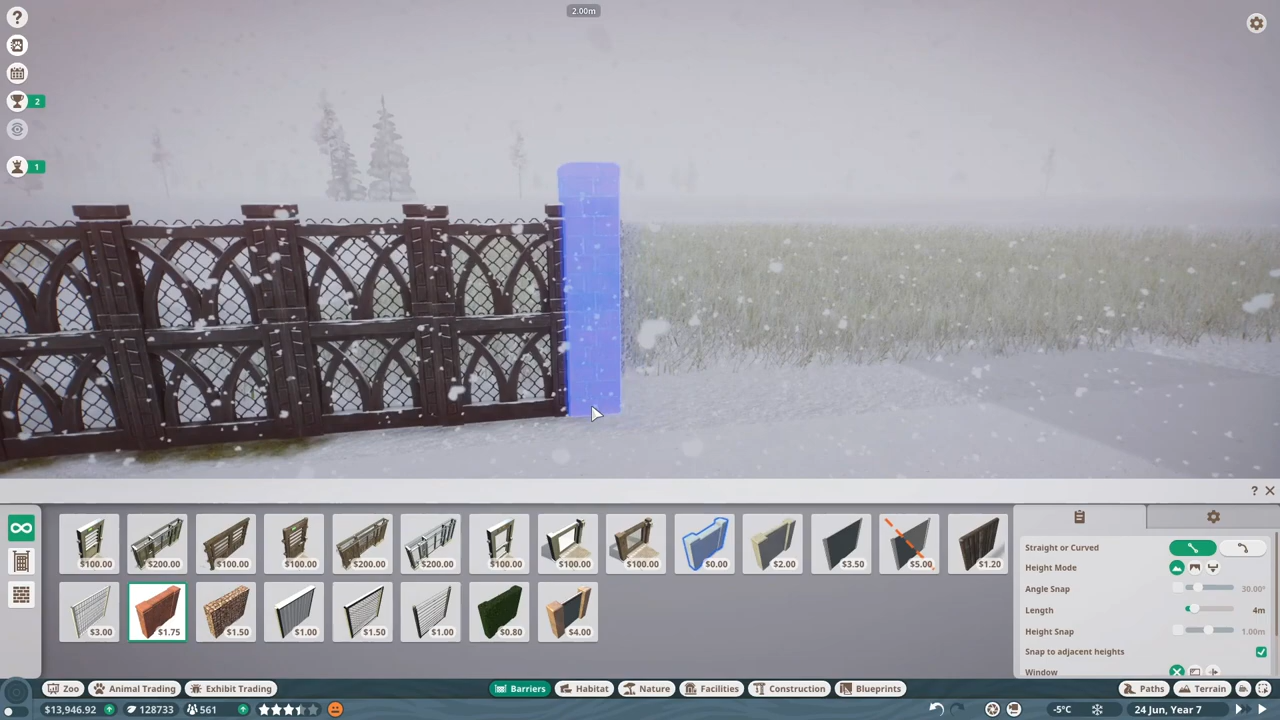 2.00m
?
2
1
?
$100.00 $200.00 $100.00 $100.00 $200.00 $200.00 $100.00 $100.00 $100.00 $0.00 $2.00 $3.50 $5.00 $1.20
$3.00 $1.75 $1.50 $1.00 $1.50 $1.00 $0.80 $4.00
Straight or Curved
Height Mode
Angle Snap 30.00°
Length 4m
Height Snap 1.00m
Snap to adjacent heights
Window
Zoo Animal Trading Exhibit Trading Barriers Habitat Nature Facilities Construction Blueprints Paths Terrain
$13,946.92 128733 561 -5°C 24 Jun, Year 7